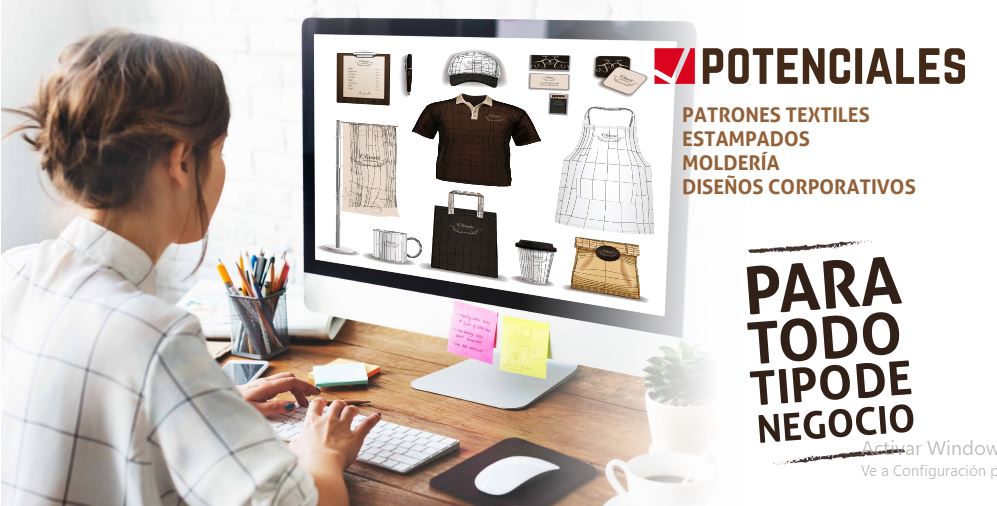 POTENCIALES
PATRONES TEXTILES
ESTAMPADOS
MOLDERÍA
DISEÑOS CORPORATIVOS
PARA
TODO
TIPO DE
NEGOCIO
Activar Window
Ve a Configuración p